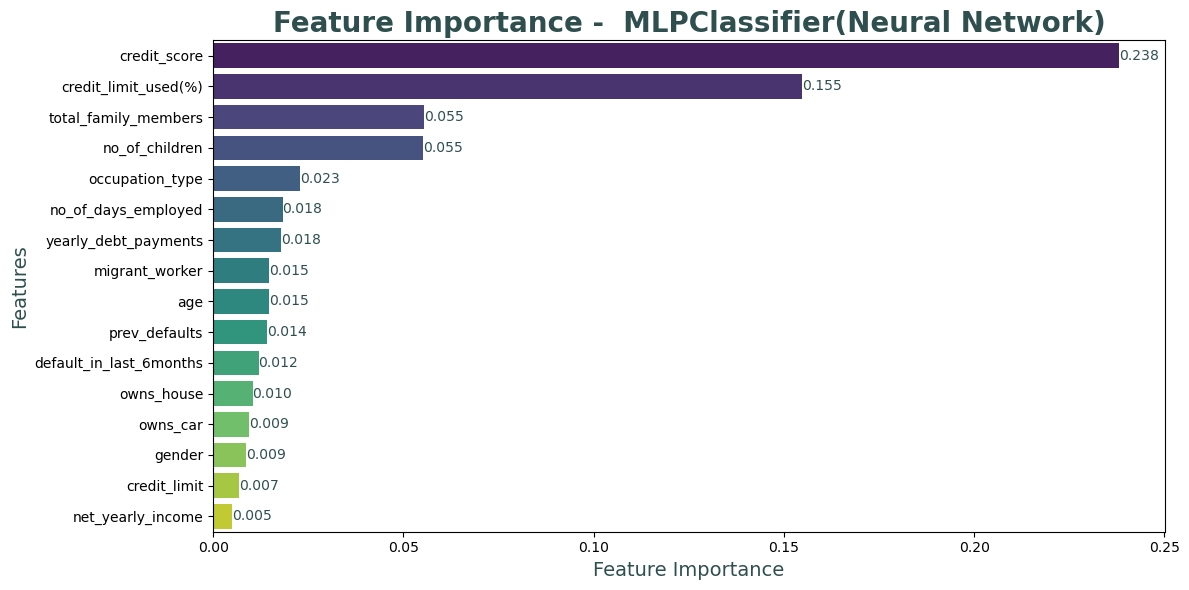 Feature Importance -  MLPClassifier(Neural Network)
credit_score 0.238
credit_limit_used(%) 0.155
total_family_members 0.055
no_of_children 0.055
occupation_type 0.023
no_of_days_employed 0.018
yearly_debt_payments 0.018
migrant_worker 0.015
age 0.015
prev_defaults 0.014
default_in_last_6months 0.012
owns_house 0.010
owns_car 0.009
gender 0.009
credit_limit 0.007
net_yearly_income 0.005
Features
0.00 0.05 0.10 0.15 0.20 0.25
Feature Importance